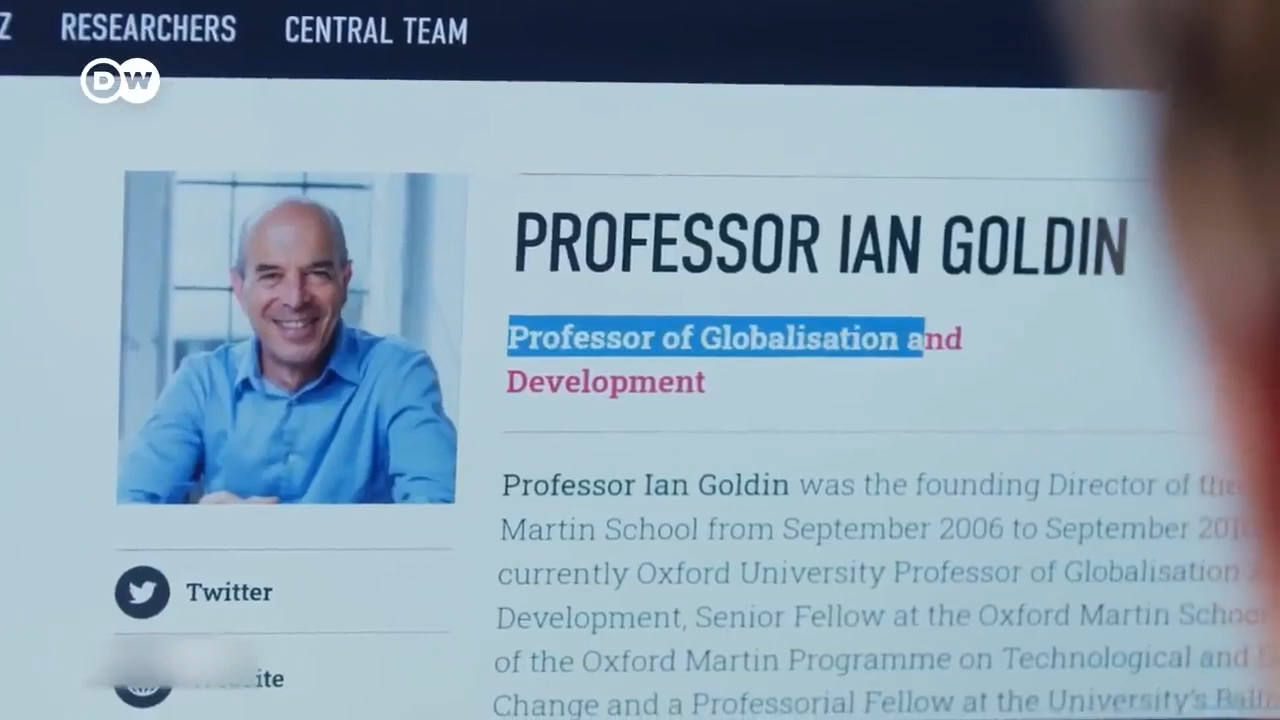 Z RESEARCHERS CENTRAL TEAM
DW
PROFESSOR IAN GOLDIN
Professor of Globalisation and
Development
Professor Ian Goldin was the founding Director of the
Martin School from September 2006 to September
currently Oxford University Professor of Globalisation
Development, Senior Fellow at the Oxford Martin
of the Oxford Martin Programme on Technological and
Change and a Professorial Fellow at the University's
Twitter